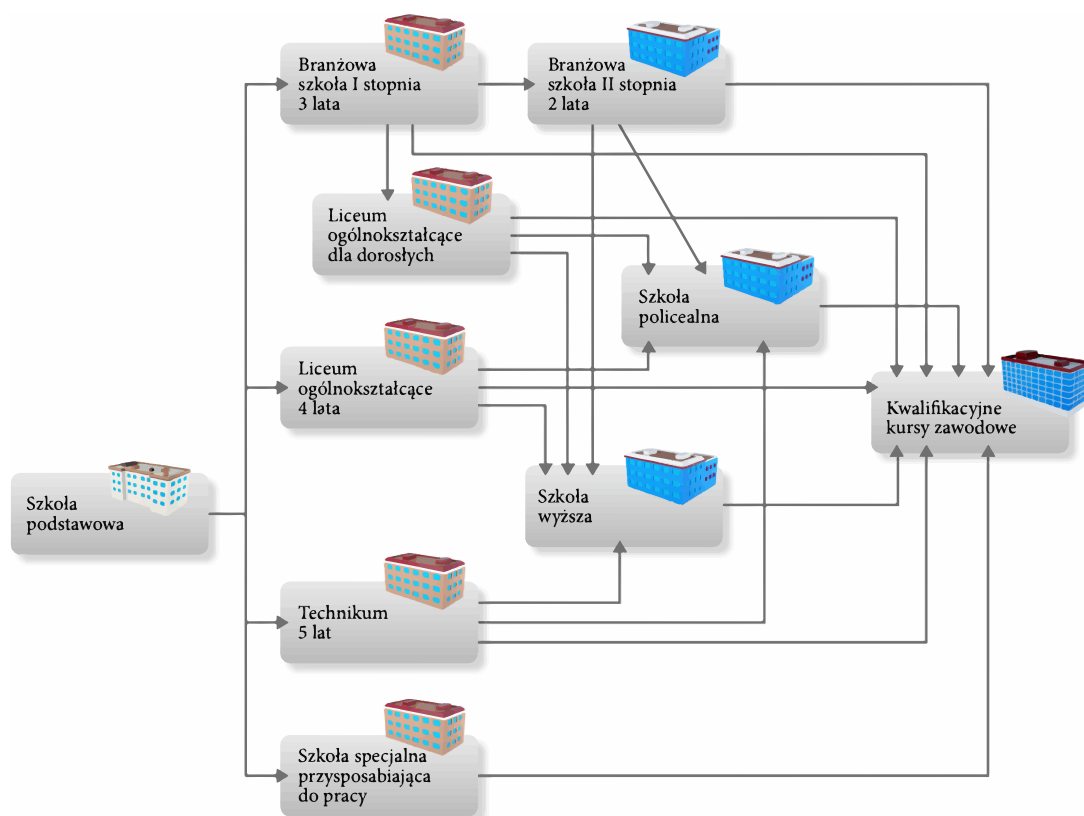 Branżowa
szkoła I stopnia
3 lata
Branżowa
szkoła II stopnia
2 lata
Liceum
ogólnokształcące
dla dorosłych
Szkoła
policealna
Liceum
ogólnokształcące
4 lata
Kwalifikacyjne
kursy zawodowe
Szkoła
podstawowa
Szkoła
wyższa
Technikum
5 lat
Szkoła specjalna
przysposabiająca
do pracy